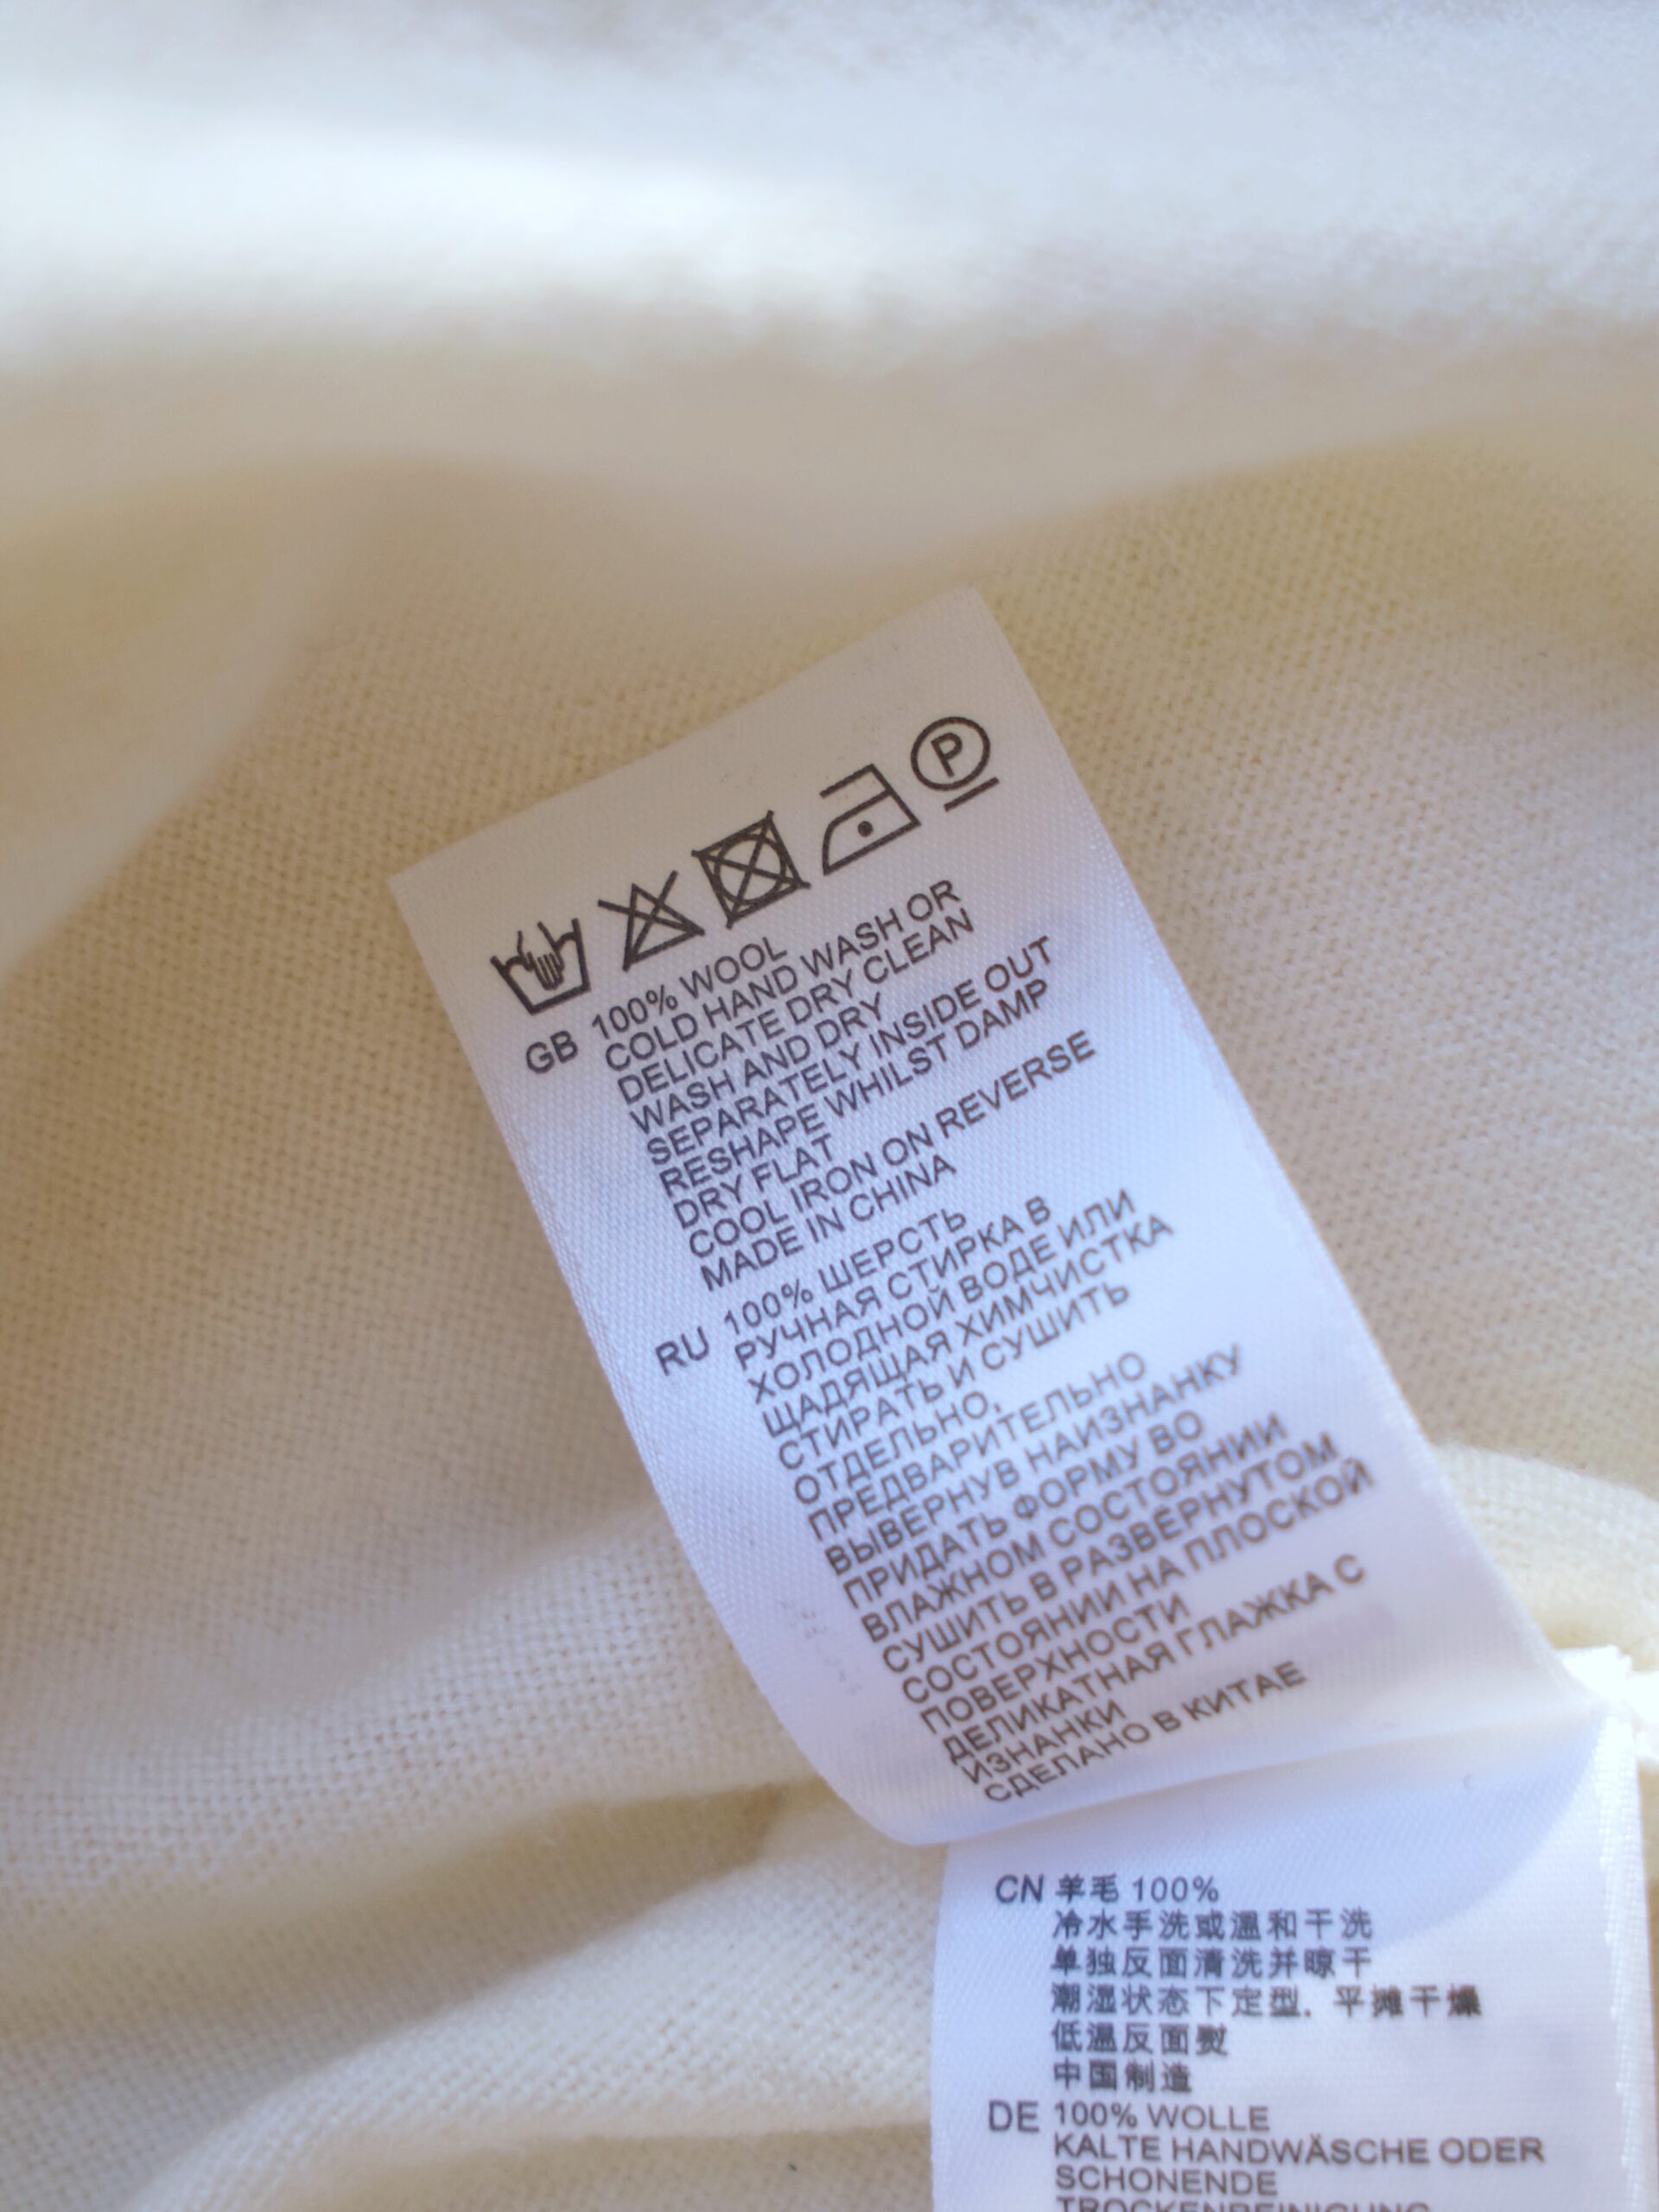 P
GB 100% WOOL
COLD HAND WASH OR
DELICATE DRY CLEAN
WASH AND DRY
SEPARATELY INSIDE OUT
RESHAPE WHILST DAMP
DRY FLAT
COOL IRON ON REVERSE
MADE IN CHINA
RU 100% ШЕРСТЬ
РУЧНАЯ СТИРКА В
ХОЛОДНОЙ ВОДЕ ИЛИ
ЩАДЯЩАЯ ХИМЧИСТКА
СТИРАТЬ И СУШИТЬ
ОТДЕЛЬНО,
ПРЕДВАРИТЕЛЬНО
ВЫВЕРНУВ НАИЗНАНКУ
ПРИДАТЬ ФОРМУ ВО
ВЛАЖНОМ СОСТОЯНИИ
СУШИТЬ В РАЗВЕРНУТОМ
СОСТОЯНИИ НА ПЛОСКОЙ
ПОВЕРХНОСТИ
ДЕЛИКАТНАЯ ГЛАЖКА С
ИЗНАНКИ
СДЕЛАНО В КИТАЕ
CN 羊毛 100%
冷水手洗或温和干洗
单独反面清洗并晾干
潮湿状态下定型. 平摊干燥
低温反面熨
中国制造
DE 100% WOLLE
KALTE HANDWÄSCHE ODER
SCHONENDE
TROCKENREINIGUNG